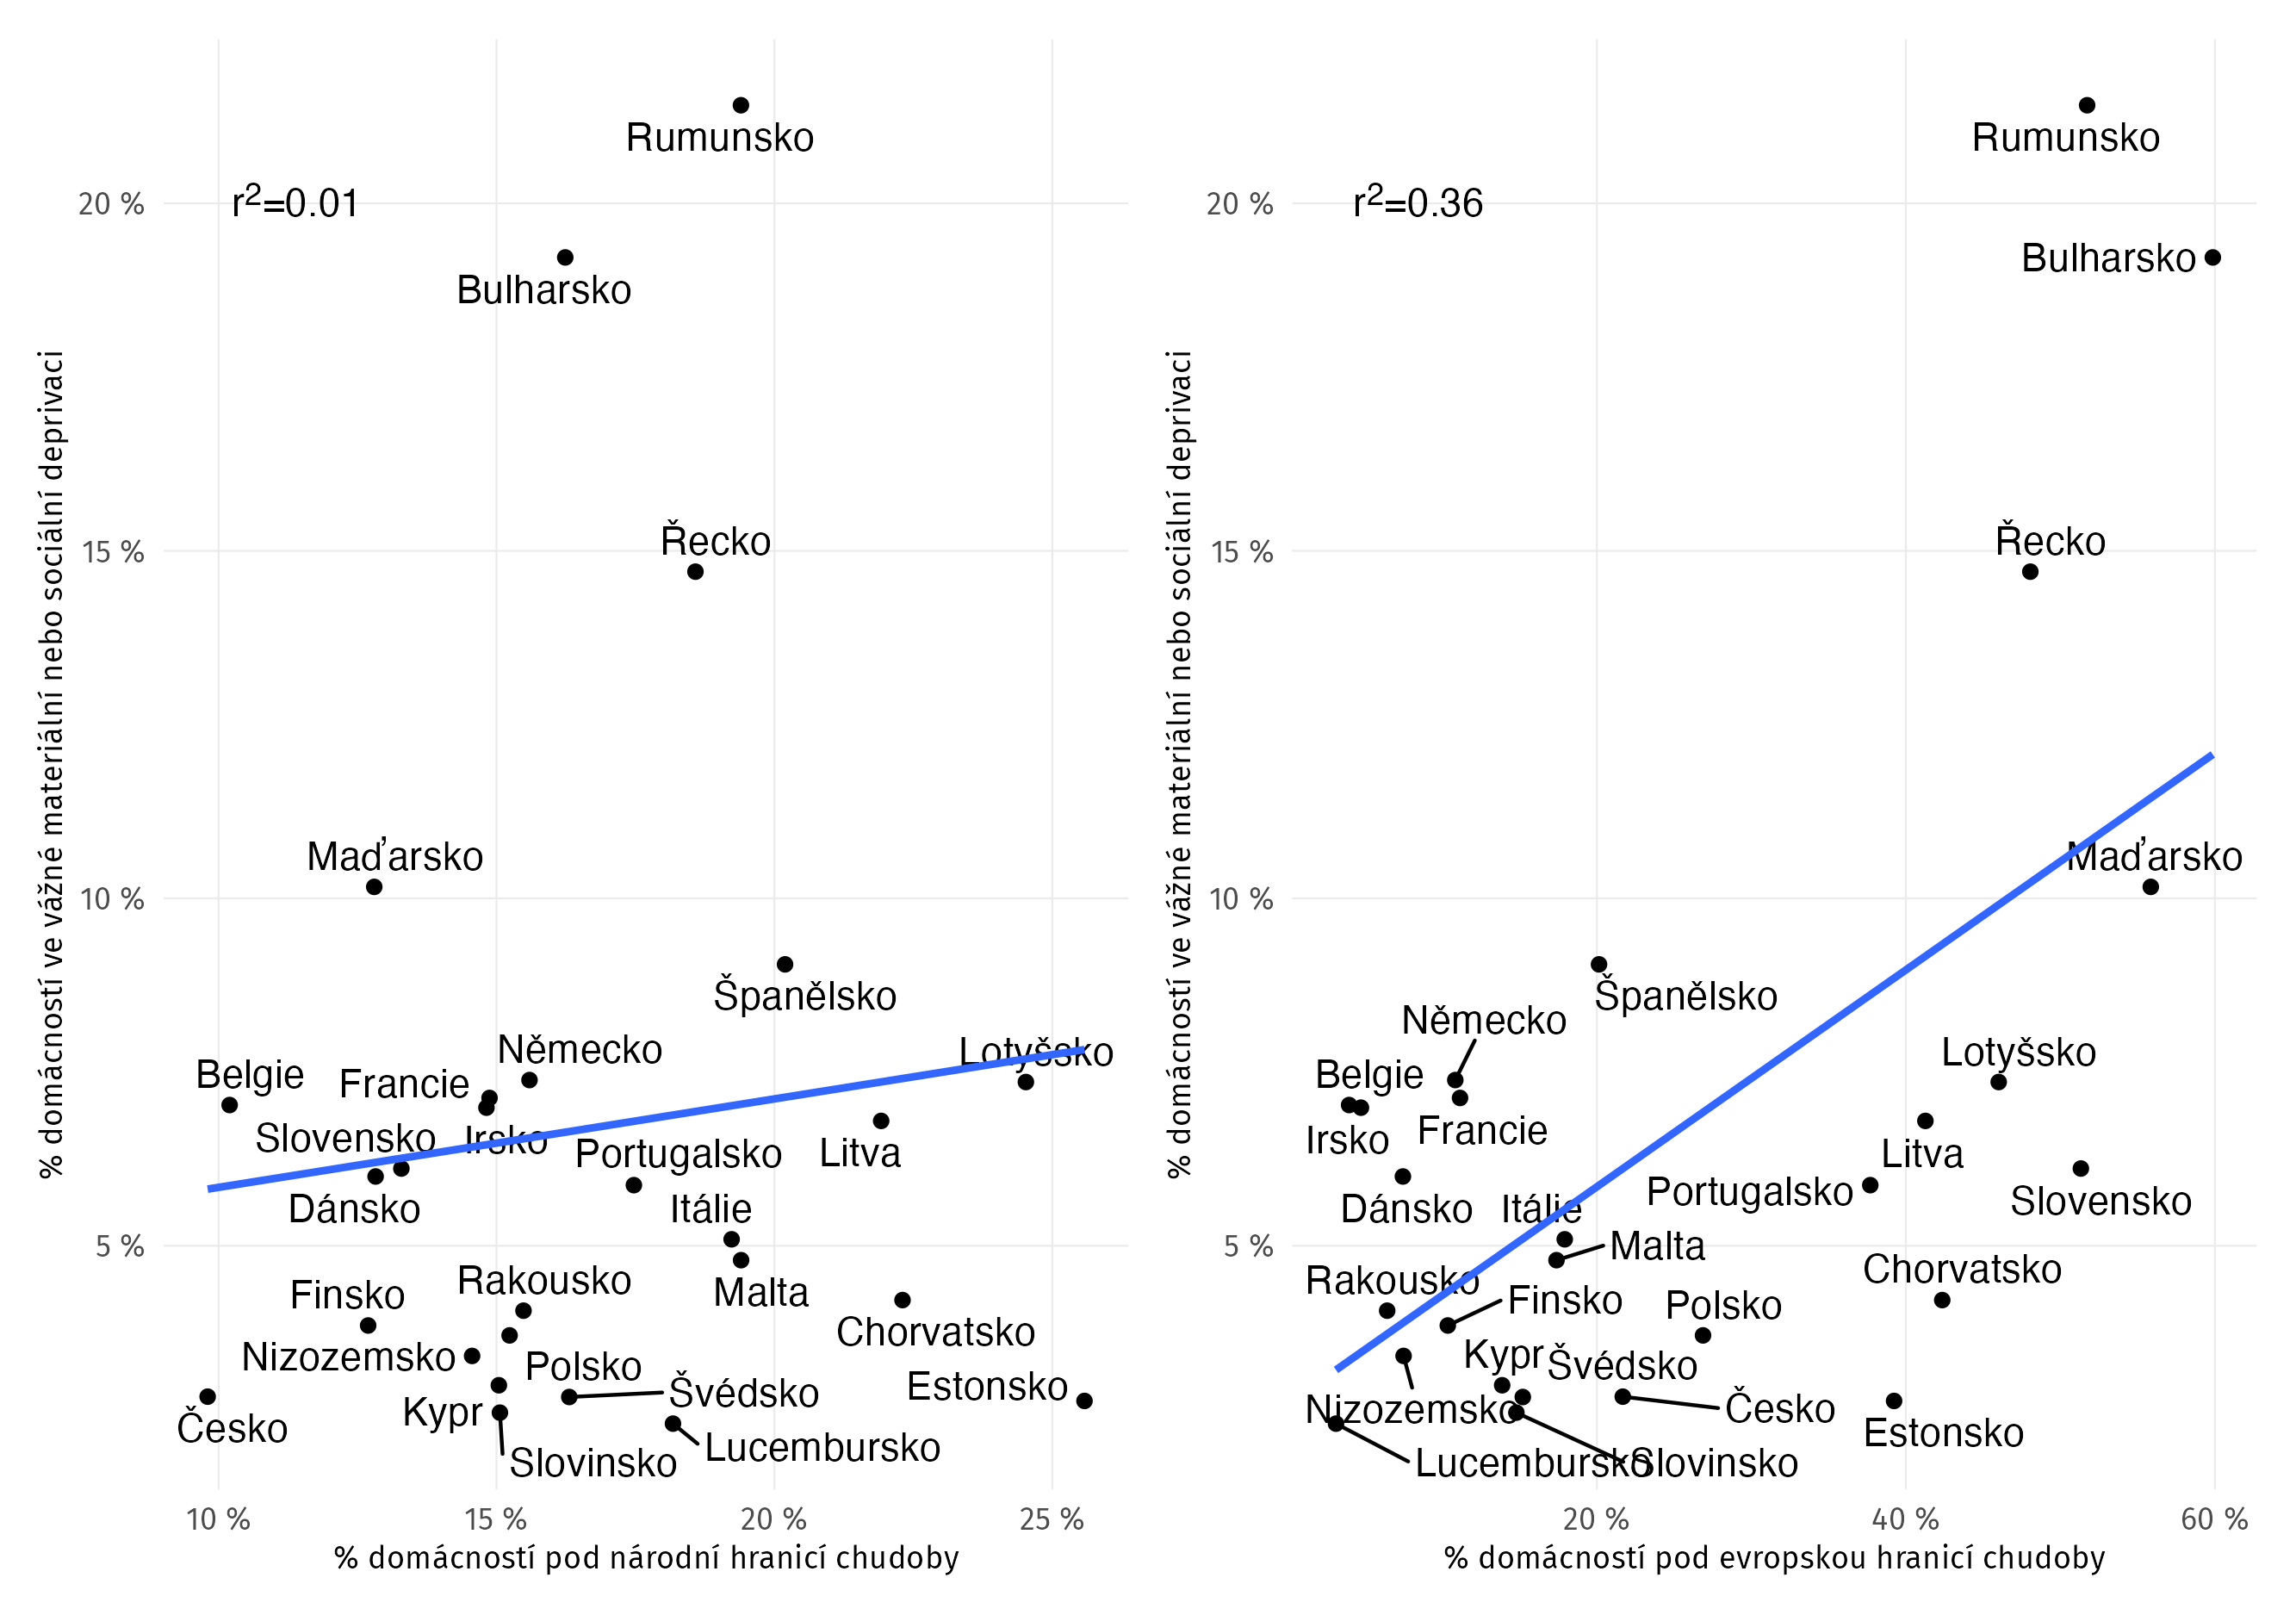 % domácností ve vážné materiální nebo sociální deprivaci
20 %
15 %
10 %
5 %
r²=0.01
Rumunsko
Bulharsko
Řecko
Maďarsko
Španělsko
Německo
Lotyšsko
Belgie
Francie
Slovensko
Irsko
Portugalsko
Litva
Dánsko
Itálie
Rakousko
Malta
Finsko
Chorvatsko
Nizozemsko
Polsko
Švédsko
Estonsko
Kypr
Česko
Lucembursko
Slovinsko
10 %
15 %
20 %
25 %
% domácností pod národní hranicí chudoby
% domácností ve vážné materiální nebo sociální deprivaci
20 %
15 %
10 %
5 %
r²=0.36
Rumunsko
Bulharsko
Řecko
Maďarsko
Španělsko
Německo
Lotyšsko
Belgie
Francie
Irsko
Litva
Portugalsko
Slovensko
Dánsko
Itálie
Malta
Chorvatsko
Rakousko
Finsko
Polsko
Kypr
Švédsko
Nizozemsko
Česko
Estonsko
Lucembursko
Slovinsko
20 %
40 %
60 %
% domácností pod evropskou hranicí chudoby